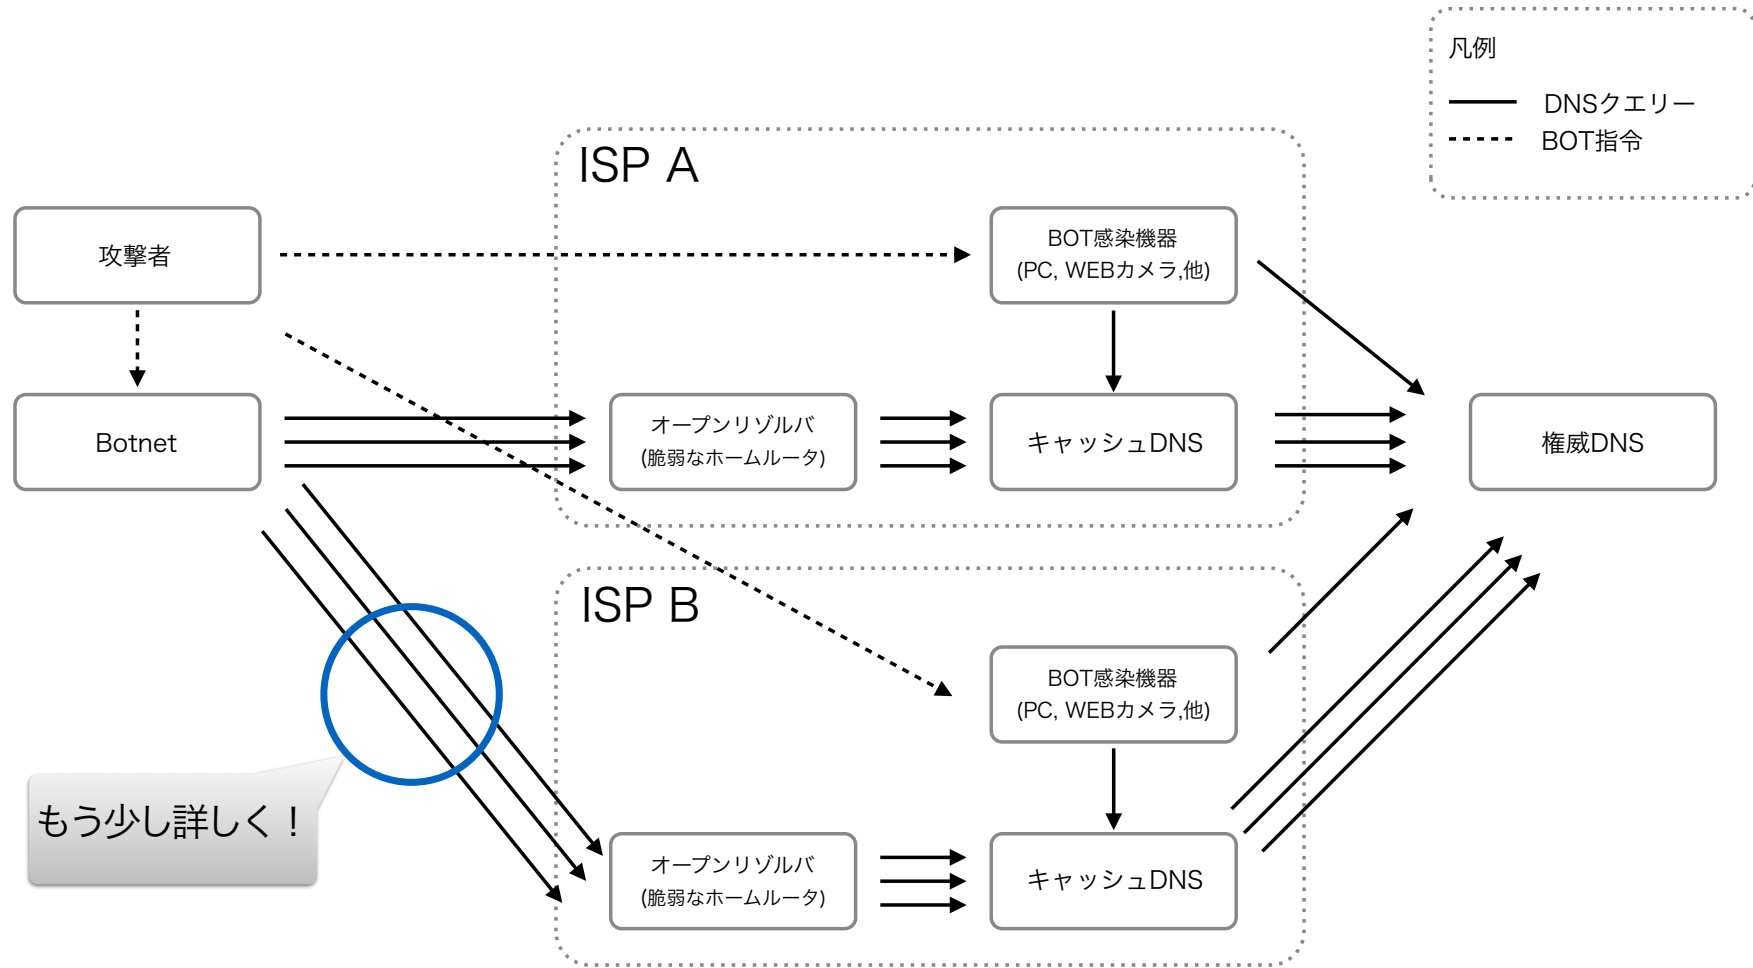 凡例
DNSクエリー
BOT指令
ISP A
攻撃者
BOT感染機器
(PC, WEBカメラ,他)
Botnet
オープンリゾルバ
(脆弱なホームルータ)
キャッシュDNS
権威DNS
ISP B
BOT感染機器
(PC, WEBカメラ,他)
もう少し詳しく！
オープンリゾルバ
(脆弱なホームルータ)
キャッシュDNS